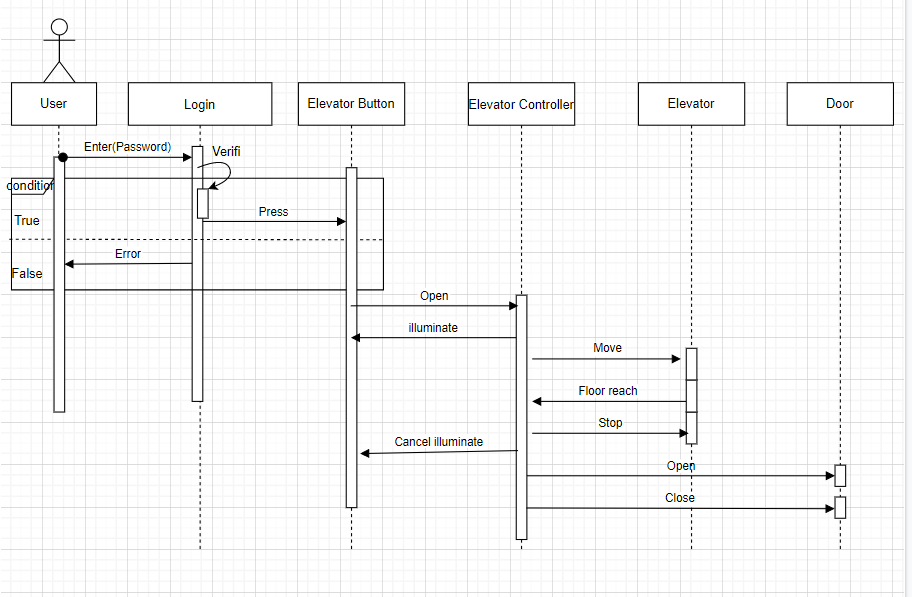 User
Login
Elevator Button
Elevator Controller
Elevator
Door
Enter(Password)
Verifi
condition
True
Press
Error
False
Open
illuminate
Move
Floor reach
Stop
Cancel illuminate
Open
Close